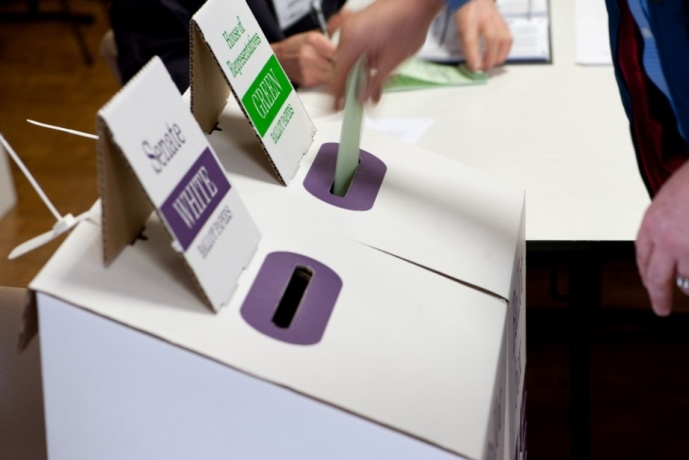 House of
Representatives
GREEN
BALLOT PAPERS
Senate
WHITE
BALLOT PAPERS